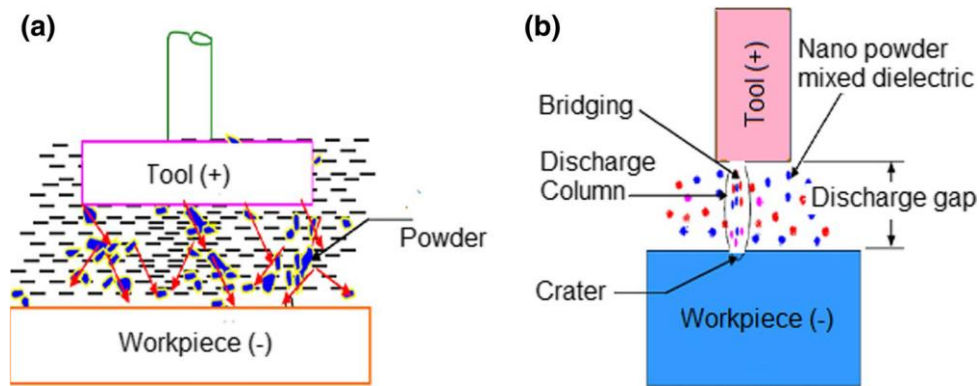 (a)
Tool (+)
Powder
Workpiece (-)
(b)
Tool (+)
Nano powder
mixed dielectric
Bridging
Discharge
Column
Discharge gap
Crater
Workpiece (-)